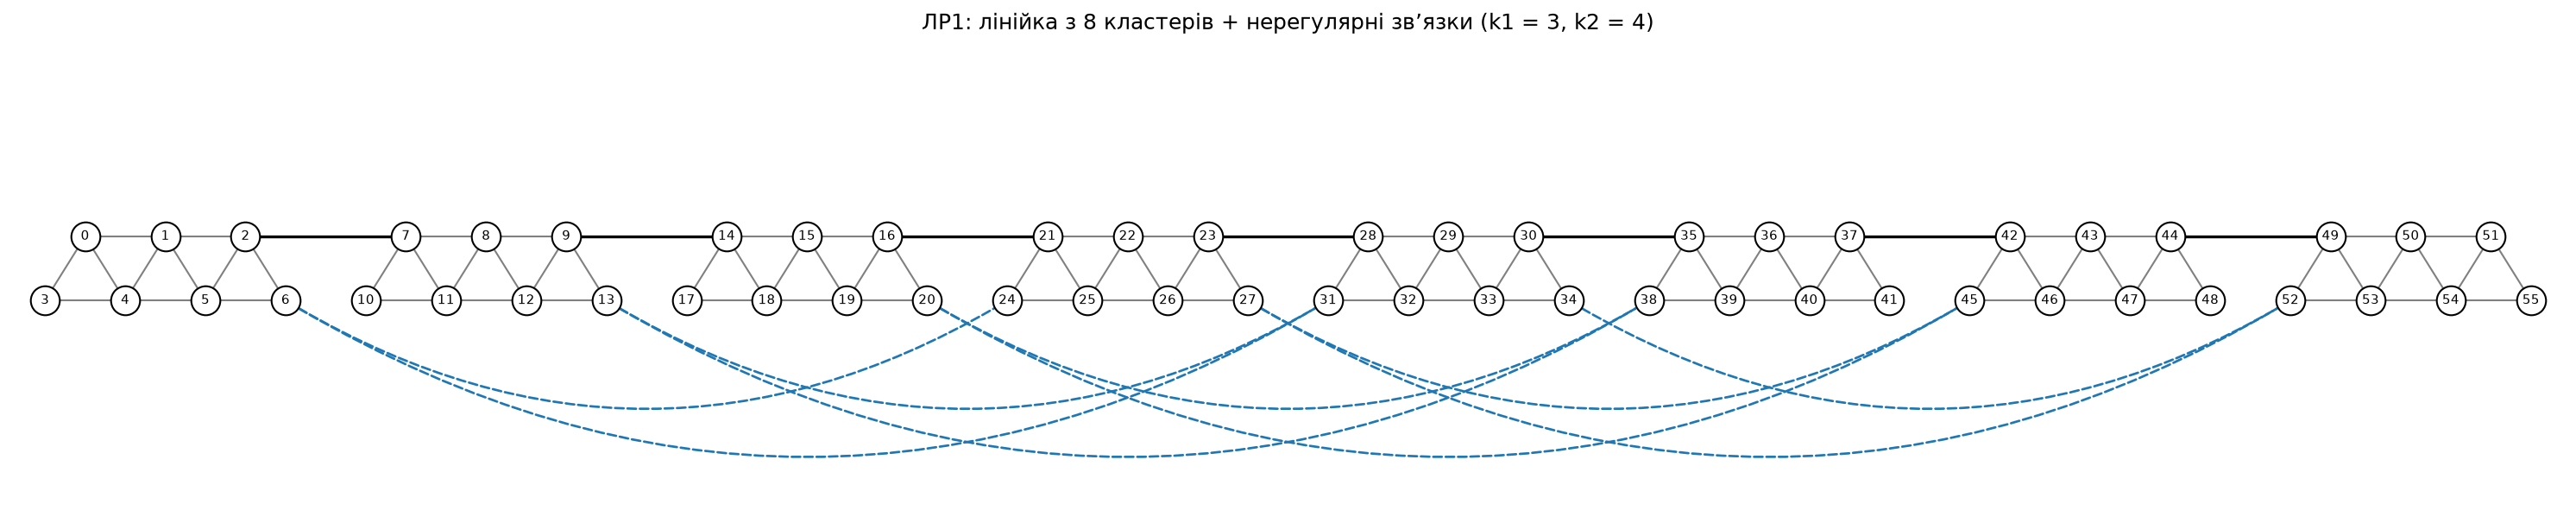 ЛР1: лінійка з 8 кластерів + нерегулярні зв’язки (k1 = 3, k2 = 4)
0 1 2 7 8 9 14 15 16 21 22 23 28 29 30 35 36 37 42 43 44 49 50 51
3 4 5 6 10 11 12 13 17 18 19 20 24 25 26 27 31 32 33 34 38 39 40 41 45 46 47 48 52 53 54 55